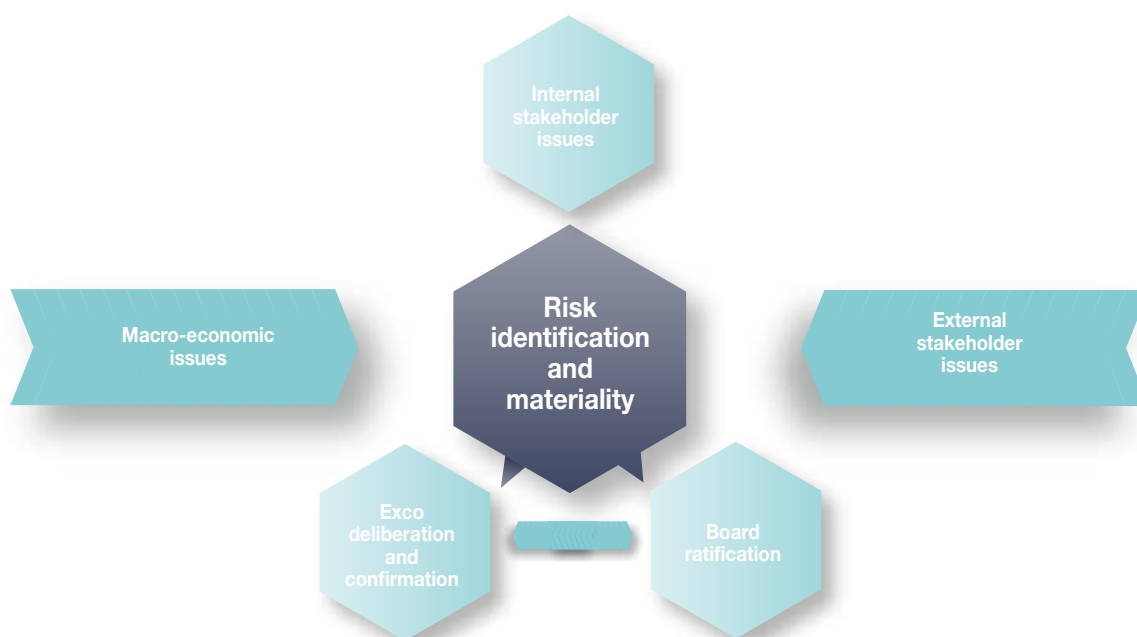 Internal
stakeholder
issues
Risk
identification
and
materiality
Macro-economic
issues
External
stakeholder
issues
Exco
deliberation
and
confirmation
Board
ratification